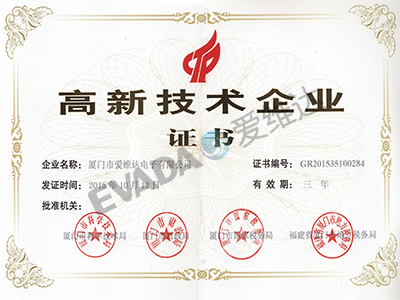 高新技术企业
证书
企业名称：厦门市爱维达电子有限公司
证书编号：GR201535100284
发证时间：2015年10月12日
有效期：三年
批准机关：
厦门市科学技术局
厦门市财政局
厦门市国家税务局
福建省厦门市地方税务局
EVADA 爱维达